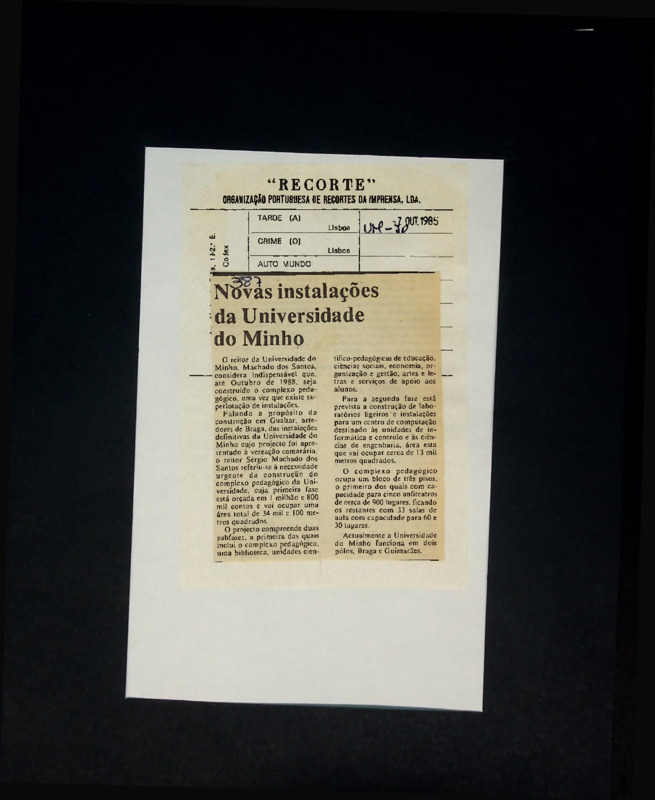 "RECORTE"
ORGANIZAÇÃO PORTUGUESA DE RECORTES DA IMPRENSA, LDA.
TARDE (A)
Lisboa
CRIME (O)
Lisboa
AUTO MUNDO
13-2.º E.
Codex
-7 OUT. 1985
UM-
387
Novas instalações
da Universidade
do Minho
O reitor da Universidade do
Minho, Machado dos Santos,
considera indispensável que,
até Outubro de 1988, seja
construído o complexo peda-
gógico, uma vez que existe su-
perlotação de instalações.
Falando a propósito da
construção em Gualtar, arre-
dores de Braga, das instalações
definitivas da Universidade do
Minho cujo projecto foi apre-
sentado à vereação camarária,
o reitor Sérgio Machado dos
Santos referiu-se à necessidade
urgente da construção do
complexo pedagógico da Uni-
versidade, cuja primeira fase
está orçada em 1 milhão e 800
mil contos e vai ocupar uma
área total de 34 mil e 100 me-
tros quadrados.
O projecto compreende duas
subfases, a primeira das quais
inclui o complexo pedagógico,
uma biblioteca, unidades cien-
tífico-pedagógicas de educação,
ciências sociais, economia, or-
ganização e gestão, artes e le-
tras e serviços de apoio aos
alunos.
Para a segunda fase está
prevista a construção de labo-
ratórios ligeiros e instalações
para um centro de computação
destinado às unidades de in-
formática e controlo e às ciên-
cias de engenharia, área esta
que vai ocupar cerca de 13 mil
metros quadrados.
O complexo pedagógico
ocupa um bloco de três pisos,
o primeiro dos quais com ca-
pacidade para cinco anfiteatros
de cerca de 900 lugares, ficando
os restantes com 33 salas de
aula com capacidade para 60 e
30 lugares.
Actualmente a Universidade
do Minho funciona em dois
pólos, Braga e Guimarães.